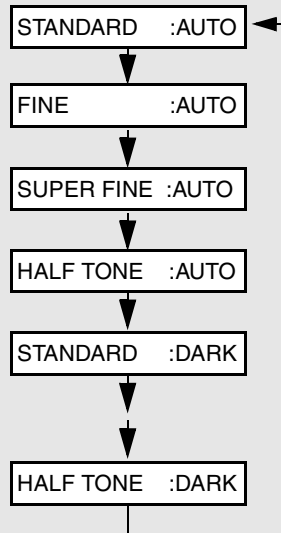 STANDARD :AUTO
FINE :AUTO
SUPER FINE :AUTO
HALF TONE :AUTO
STANDARD :DARK
HALF TONE :DARK